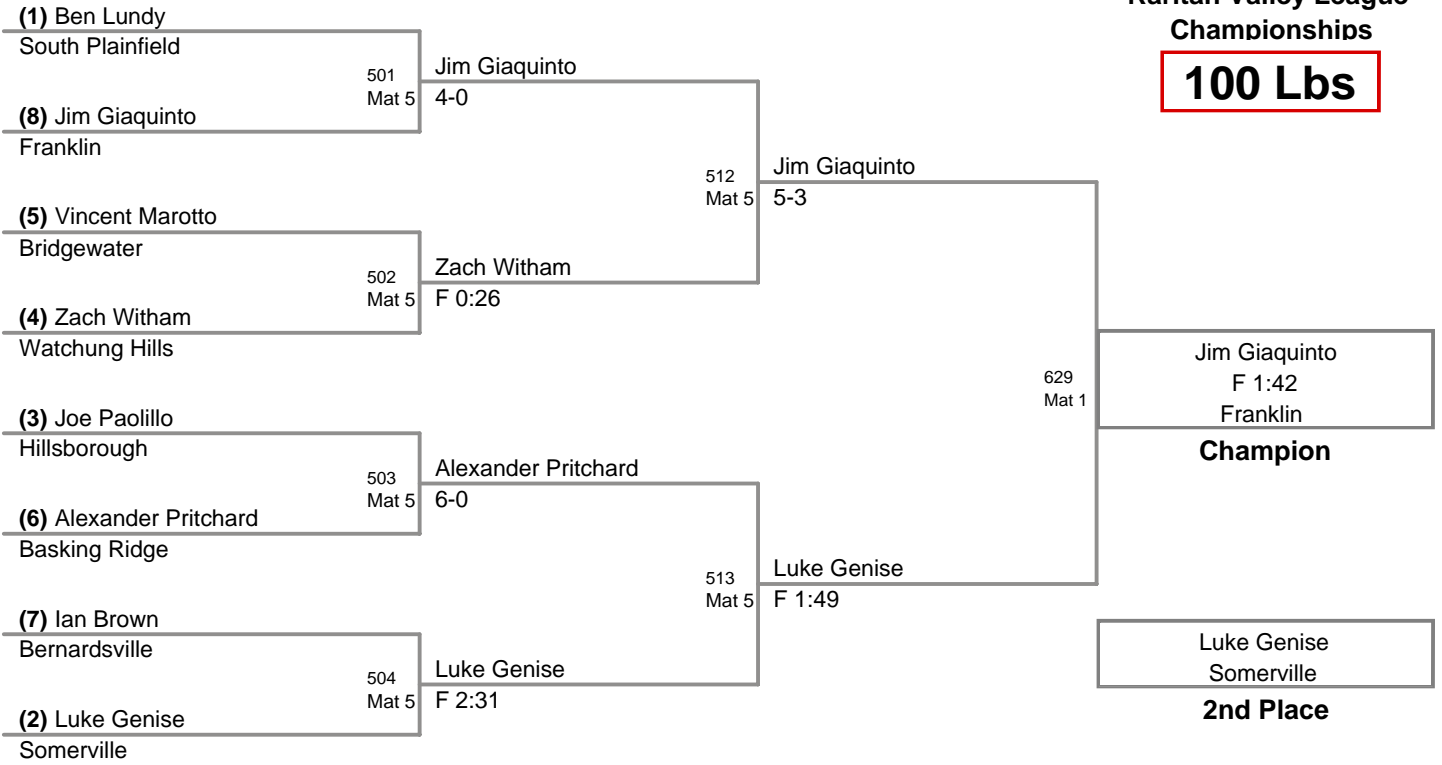 Raritan Valley League
Championships
100 Lbs
(1) Ben Lundy
South Plainfield
501
Mat 5
Jim Giaquinto
4-0
(8) Jim Giaquinto
Franklin
512
Mat 5
Jim Giaquinto
5-3
(5) Vincent Marotto
Bridgewater
502
Mat 5
Zach Witham
F 0:26
(4) Zach Witham
Watchung Hills
629
Mat 1
Jim Giaquinto
F 1:42
Franklin
Champion
(3) Joe Paolillo
Hillsborough
503
Mat 5
Alexander Pritchard
6-0
(6) Alexander Pritchard
Basking Ridge
513
Mat 5
Luke Genise
F 1:49
(7) Ian Brown
Bernardsville
504
Mat 5
Luke Genise
F 2:31
(2) Luke Genise
Somerville
Luke Genise
Somerville
2nd Place